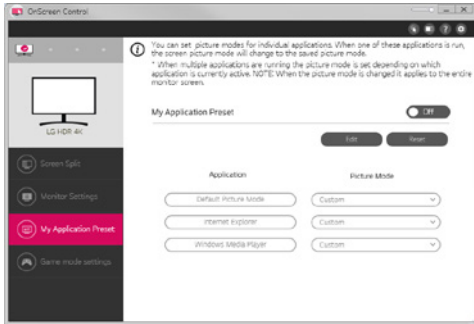 OnScreen Control
You can set picture modes for individual applications. When one of these applications is run,
the screen picture mode will change to the saved picture mode.
* When multiple applications are running the picture mode is set depending on which
application is currently active. NOTE: When the picture mode is changed it applies to the entire
monitor screen.
LG HDR 4K
My Application Preset
Off
Edit
Reset
Screen Split
Monitor Settings
My Application Preset
Game mode settings
Application
Picture Mode
Default Picture Mode
Custom
Internet Explorer
Custom
Windows Media Player
Custom